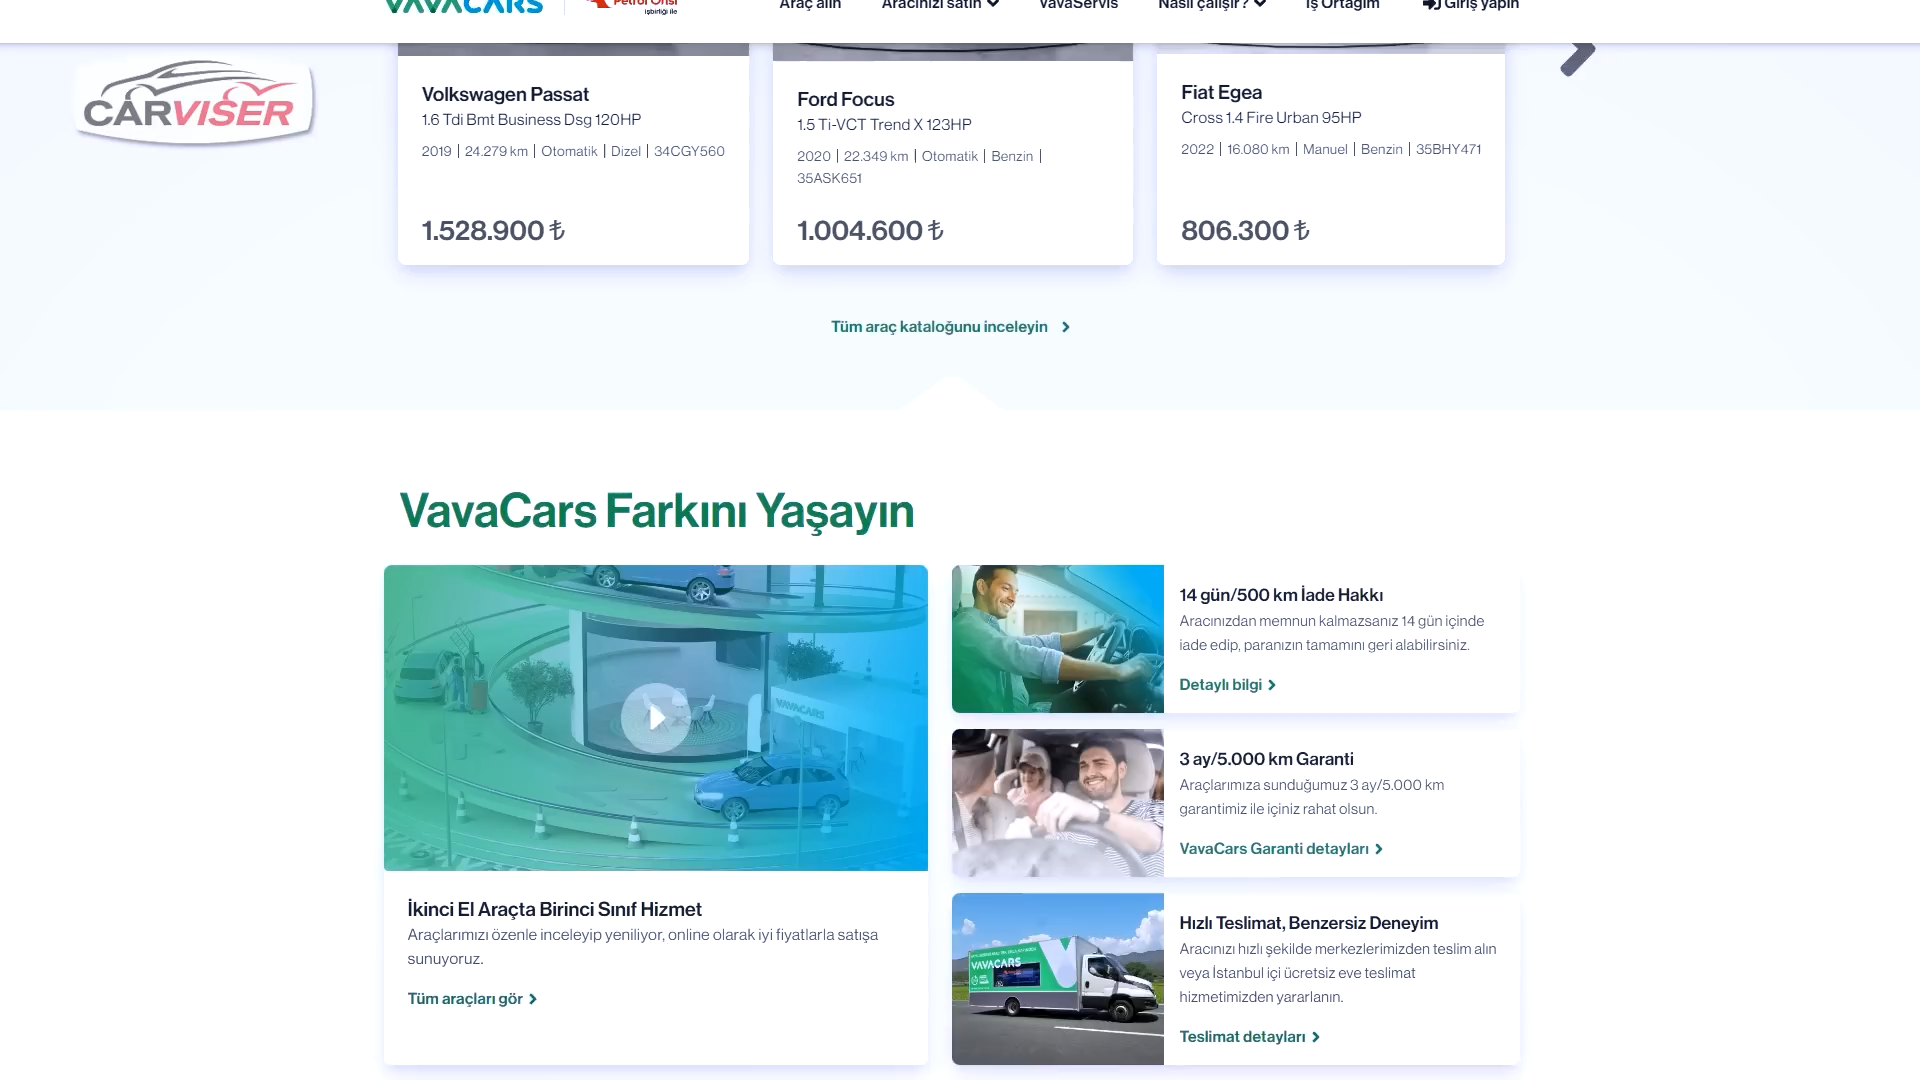 VAVACARS
Petrol Ofisi
işbirliği ile
Araç alın
Aracınızı satın
VavaServis
Nasıl çalışır?
İş Ortağım
Giriş yapın
CARVISER
Volkswagen Passat
1.6 Tdi Bmt Business Dsg 120HP
2019 | 24.279 km | Otomatik | Dizel | 34CGY560
1.528.900 ₺
Ford Focus
1.5 Ti-VCT Trend X 123HP
2020 | 22.349 km | Otomatik | Benzin |
35ASK651
1.004.600 ₺
Fiat Egea
Cross 1.4 Fire Urban 95HP
2022 | 16.080 km | Manuel | Benzin | 35BHY471
806.300 ₺
Tüm araç kataloğunu inceleyin
VavaCars Farkını Yaşayın
VAVACARS
İkinci El Araçta Birinci Sınıf Hizmet
Araçlarımızı özenle inceleyip yeniliyor, online olarak iyi fiyatlarla satışa
sunuyoruz.
Tüm araçları gör
14 gün/500 km İade Hakkı
Aracınızdan memnun kalmazsanız 14 gün içinde
iade edip, paranızın tamamını geri alabilirsiniz.
Detaylı bilgi
3 ay/5.000 km Garanti
Araçlarımıza sunduğumuz 3 ay/5.000 km
garantimiz ile içiniz rahat olsun.
VavaCars Garanti detayları
VAVACARS
Hızlı Teslimat, Benzersiz Deneyim
Aracınızı hızlı şekilde merkezlerimizden teslim alın
veya İstanbul içi ücretsiz eve teslimat
hizmetimizden yararlanın.
Teslimat detayları